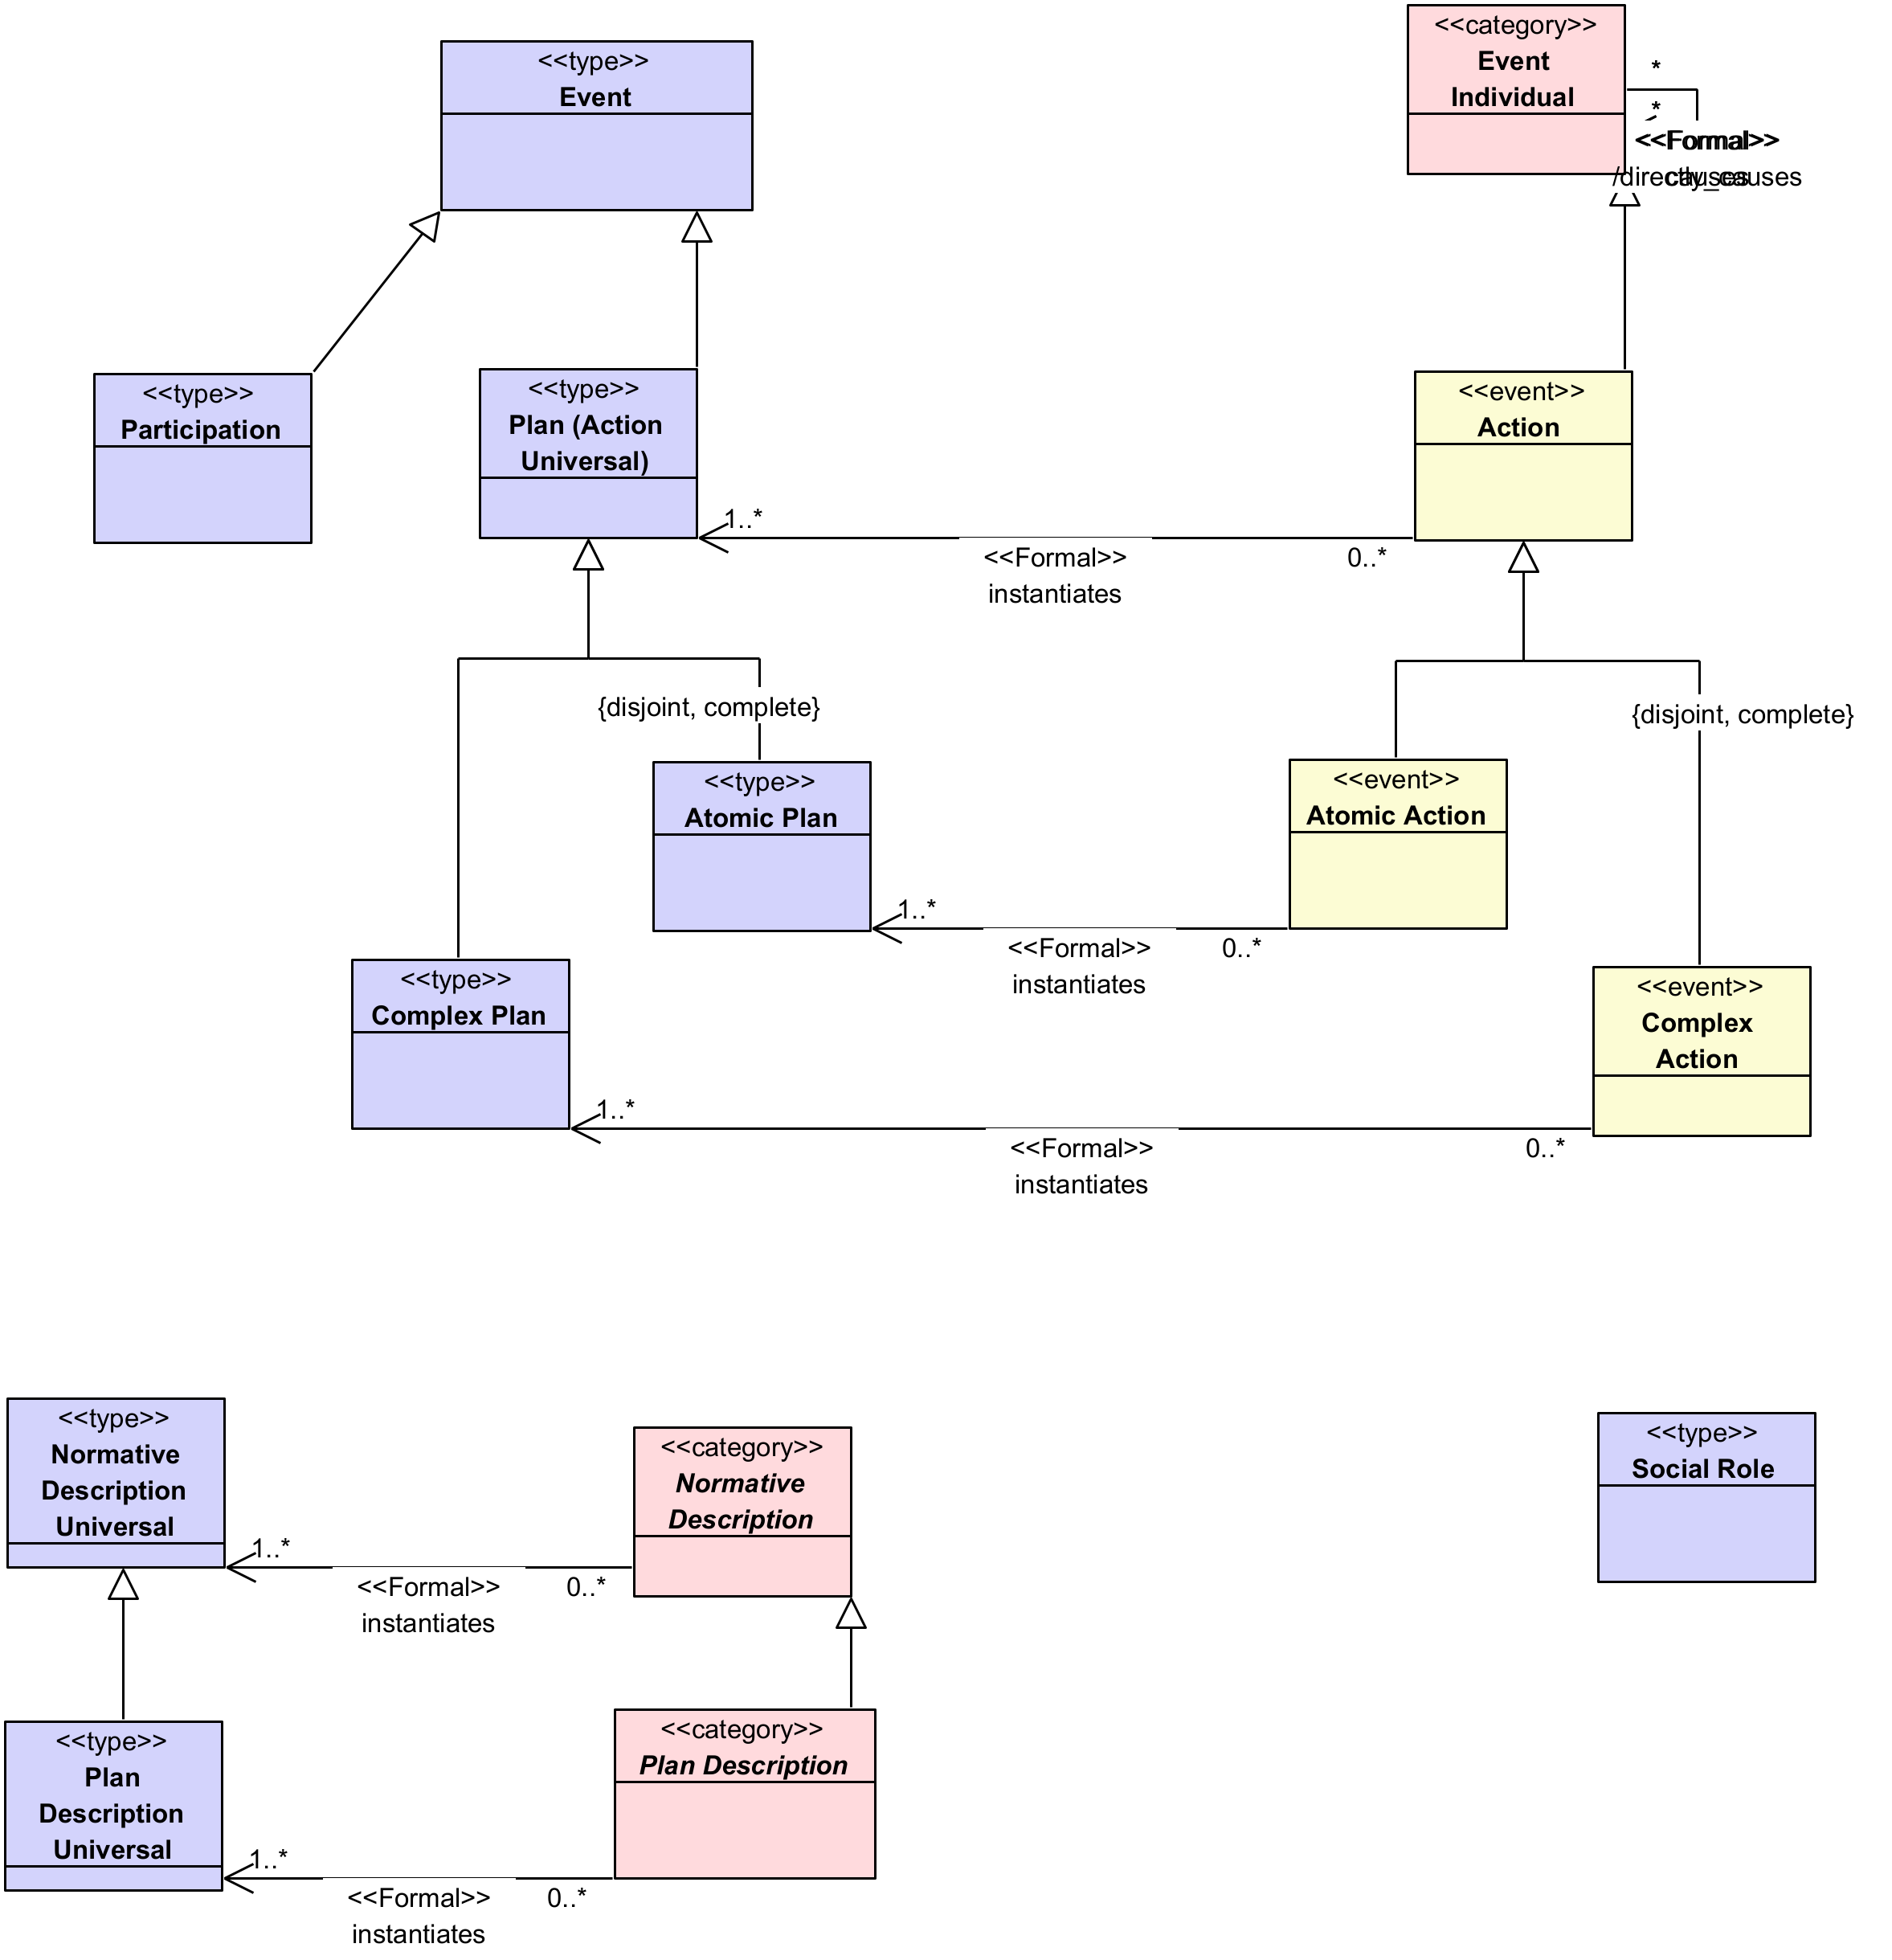 <<category>>
Event
Individual
<<type>>
Event
*
*
<<Formal>>
/directly_causes
causes
<<type>>
Participation
<<type>>
Plan (Action
Universal)
<<event>>
Action
1..*
<<Formal>>
instantiates
0..*
{disjoint, complete}
{disjoint, complete}
<<type>>
Atomic Plan
<<event>>
Atomic Action
1..*
<<Formal>>
instantiates
0..*
<<type>>
Complex Plan
<<event>>
Complex
Action
1..*
<<Formal>>
instantiates
0..*
<<type>>
Normative
Description
Universal
<<category>>
Normative
Description
<<type>>
Social Role
1..*
<<Formal>>
instantiates
0..*
<<type>>
Plan
Description
Universal
<<category>>
Plan Description
1..*
<<Formal>>
instantiates
0..*